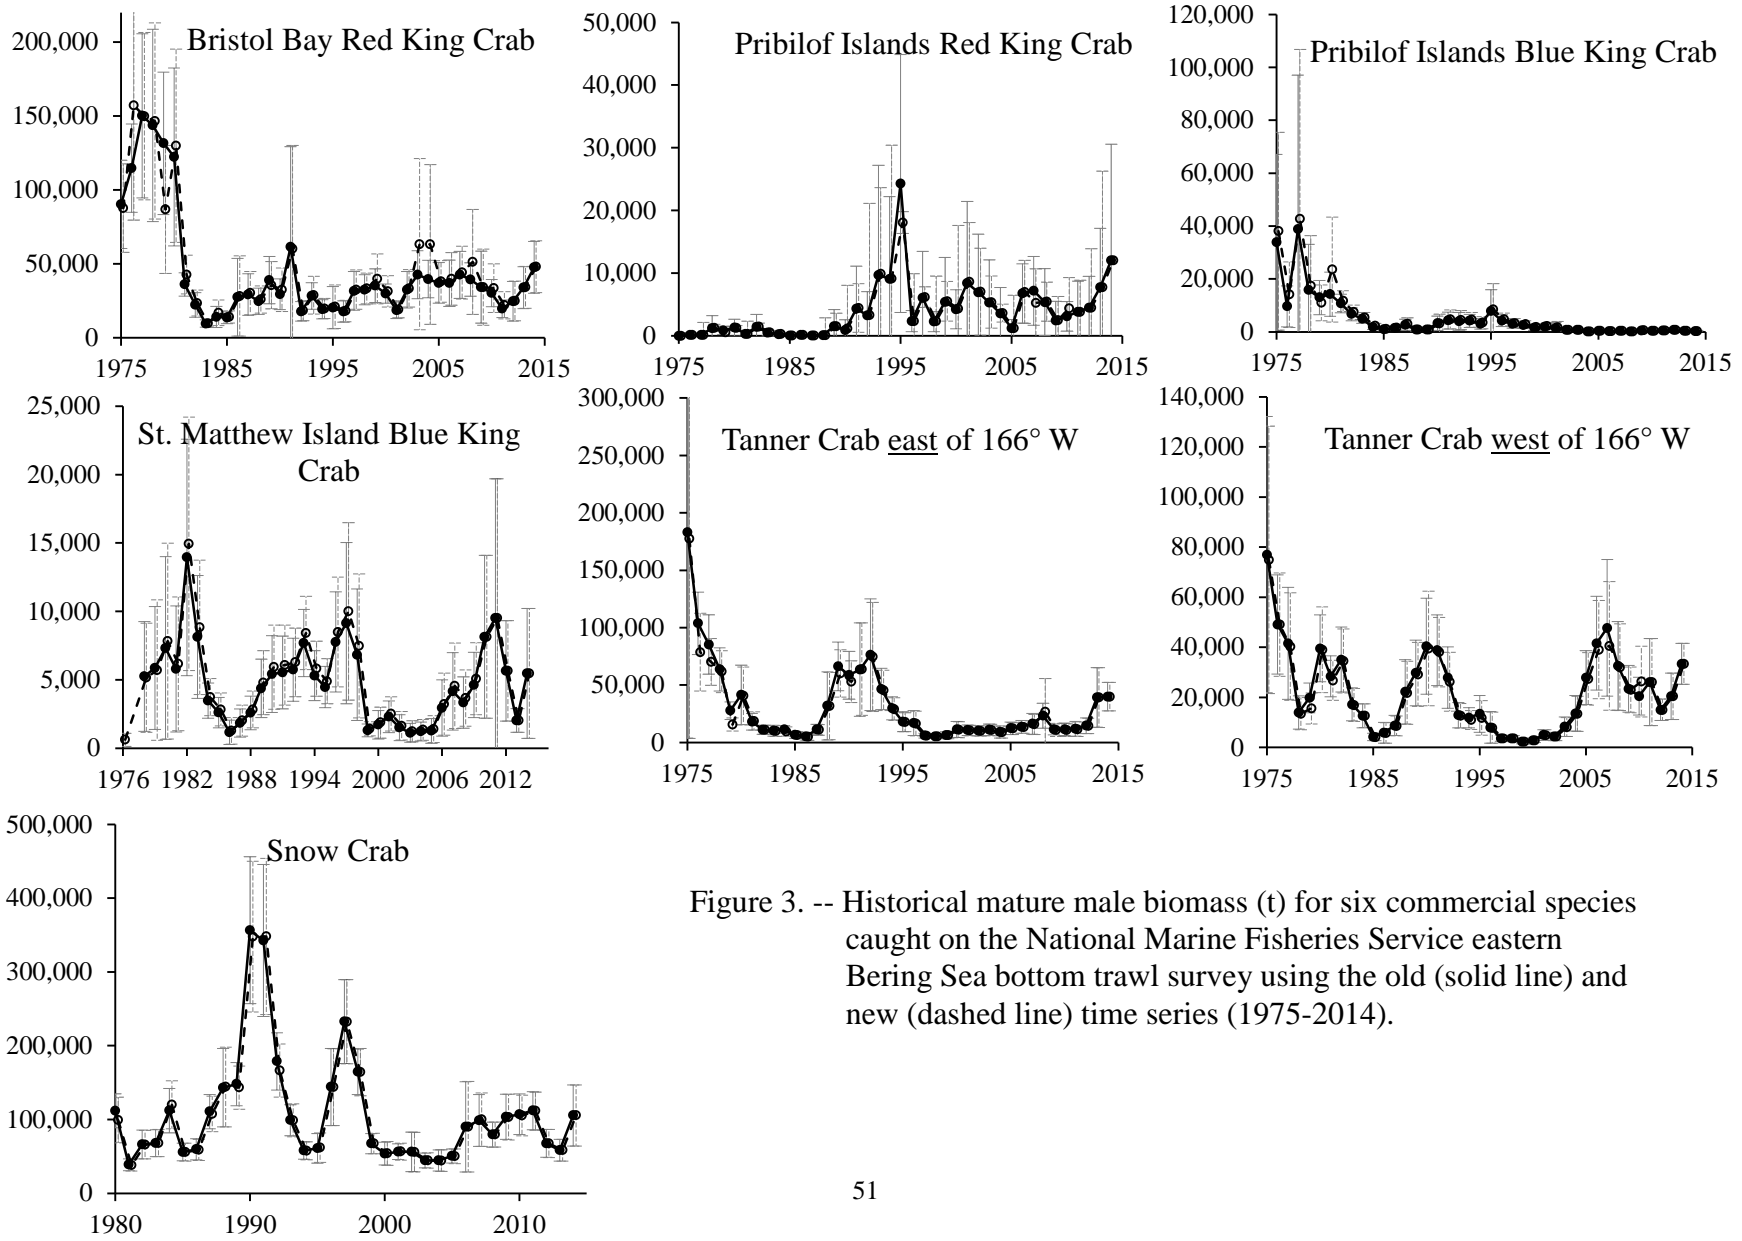 Bristol Bay Red King Crab
200,000
150,000
100,000
50,000
0
1975 1985 1995 2005 2015
Pribilof Islands Red King Crab
50,000
40,000
30,000
20,000
10,000
0
1975 1985 1995 2005 2015
Pribilof Islands Blue King Crab
120,000
100,000
80,000
60,000
40,000
20,000
0
1975 1985 1995 2005 2015
St. Matthew Island Blue King
Crab
25,000
20,000
15,000
10,000
5,000
0
1976 1982 1988 1994 2000 2006 2012
Tanner Crab east of 166° W
300,000
250,000
200,000
150,000
100,000
50,000
0
1975 1985 1995 2005 2015
Tanner Crab west of 166° W
140,000
120,000
100,000
80,000
60,000
40,000
20,000
0
1975 1985 1995 2005 2015
Snow Crab
500,000
400,000
300,000
200,000
100,000
0
1980 1990 2000 2010
Figure 3. -- Historical mature male biomass (t) for six commercial species
caught on the National Marine Fisheries Service eastern
Bering Sea bottom trawl survey using the old (solid line) and
new (dashed line) time series (1975-2014).
51